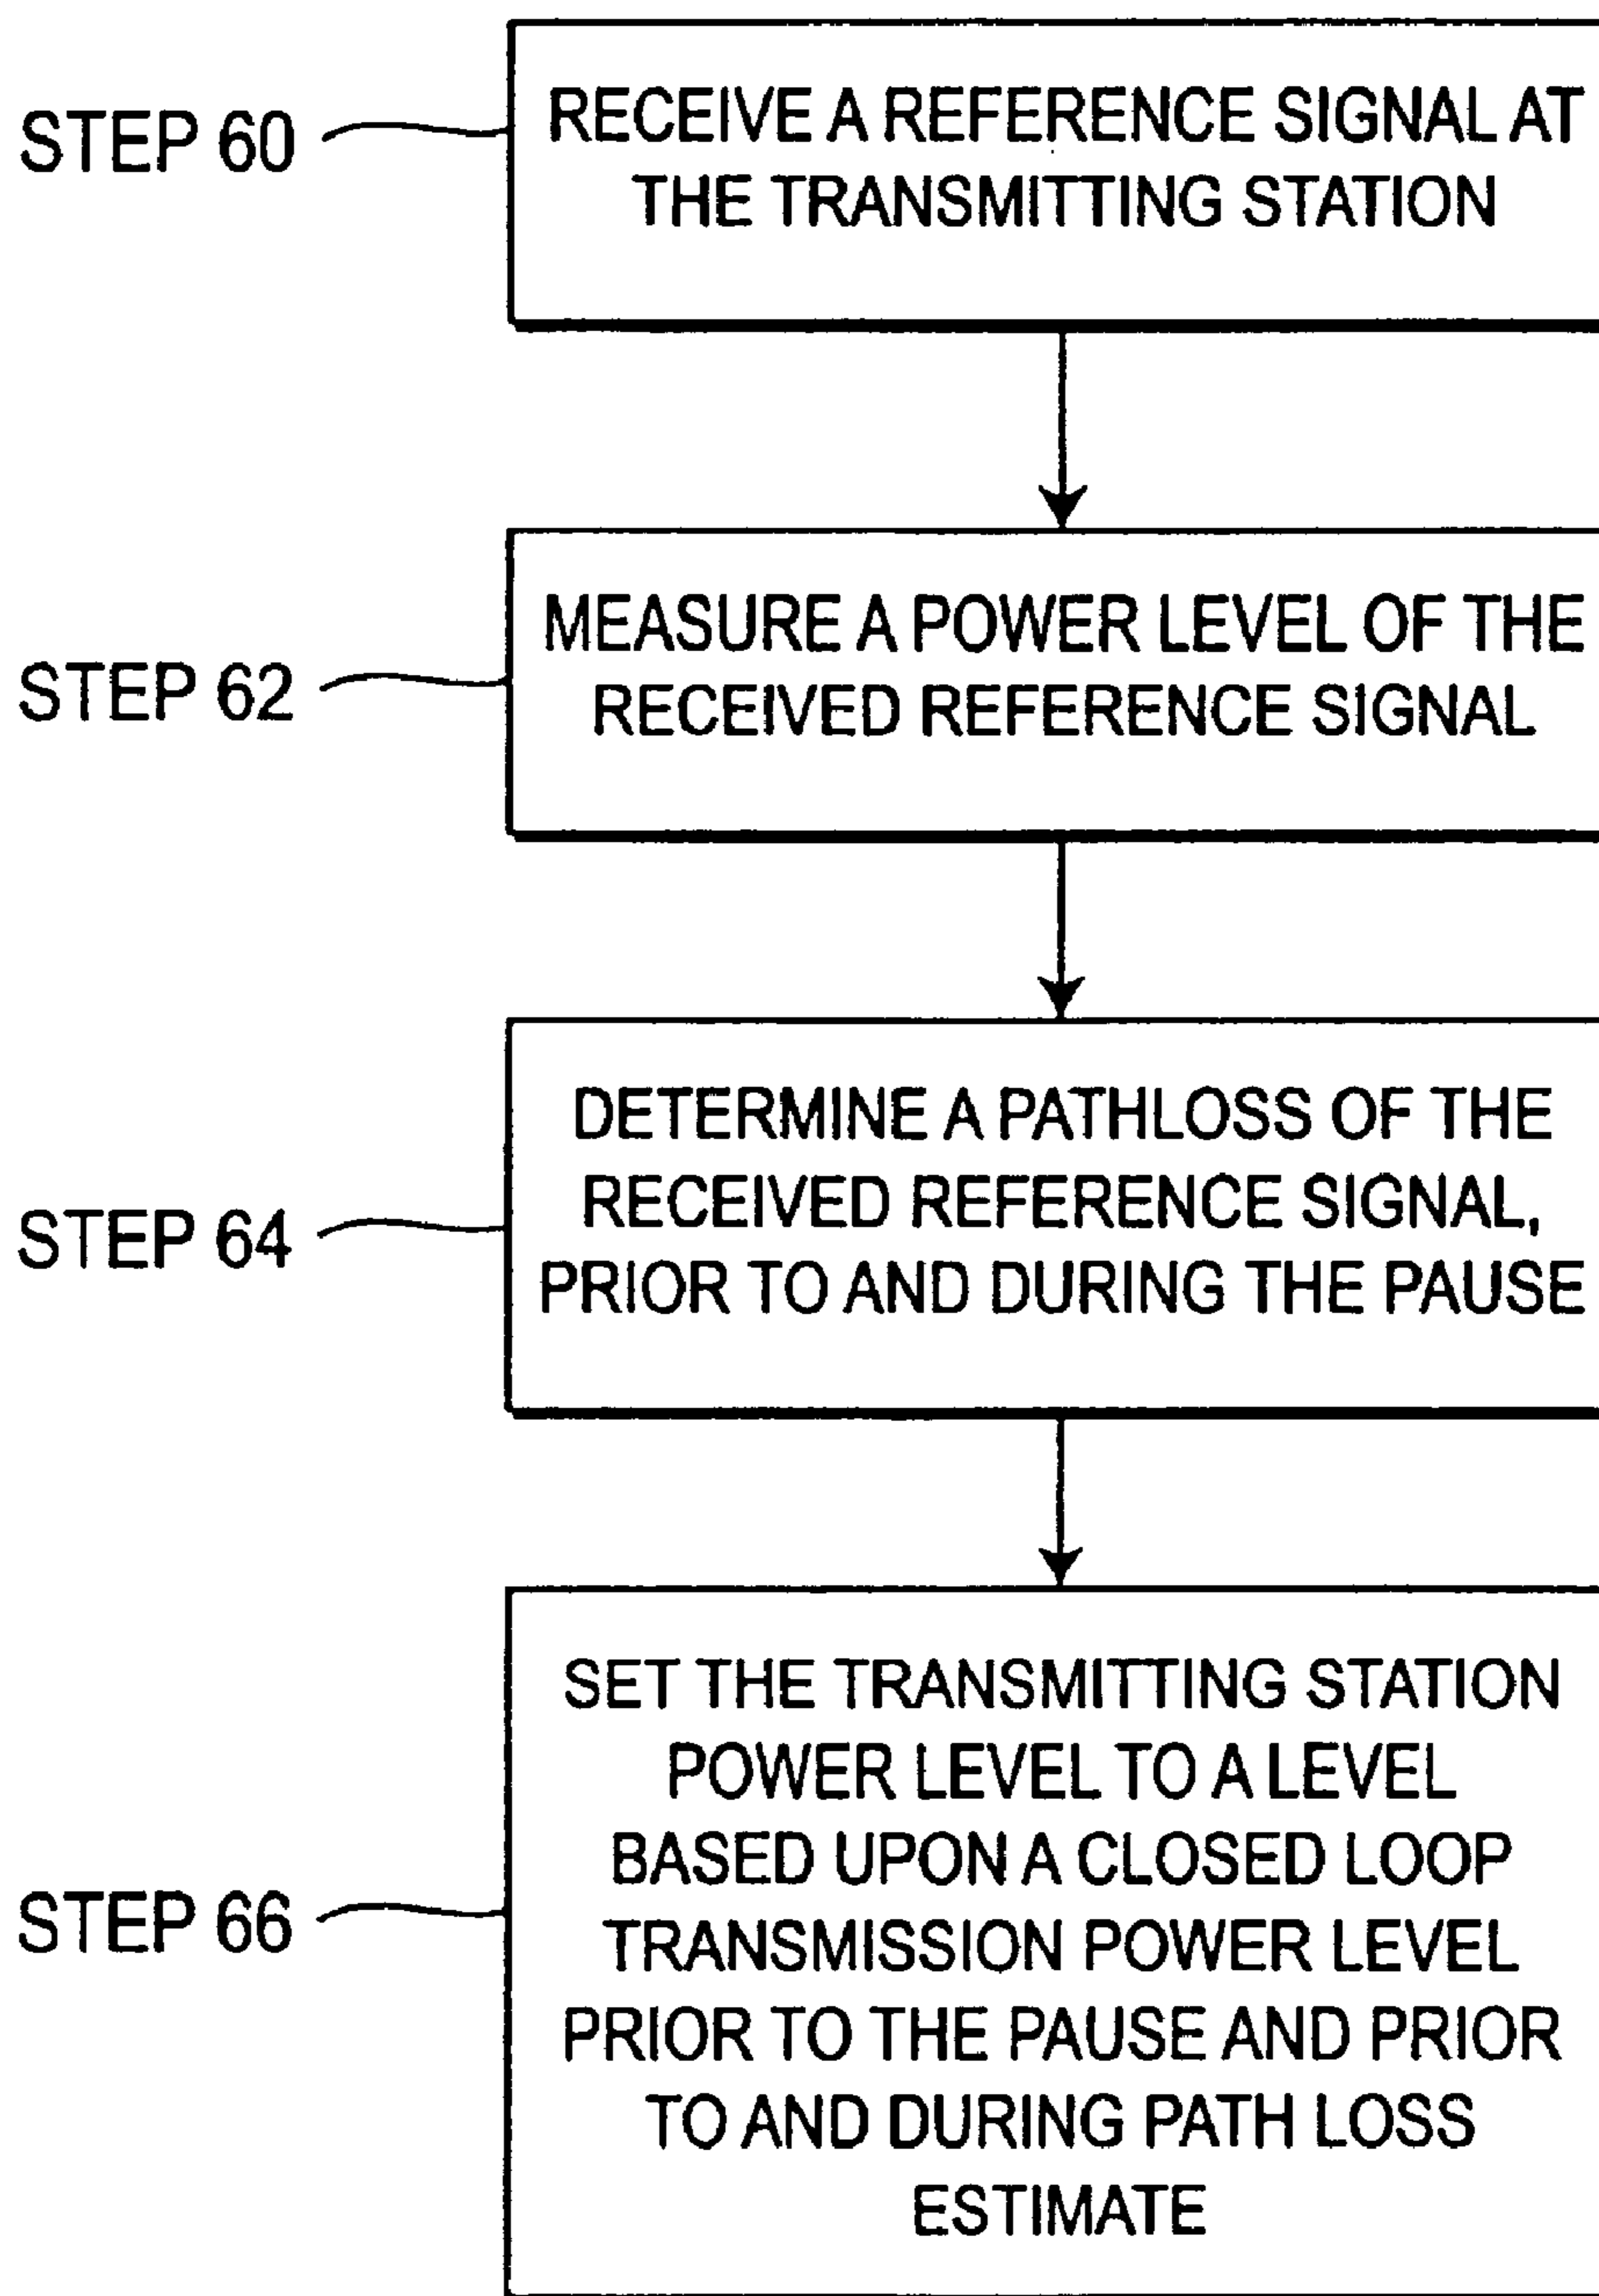 STEP 60
RECEIVE A REFERENCE SIGNAL AT
THE TRANSMITTING STATION
STEP 62
MEASURE A POWER LEVEL OF THE
RECEIVED REFERENCE SIGNAL
STEP 64
DETERMINE A PATHLOSS OF THE
RECEIVED REFERENCE SIGNAL,
PRIOR TO AND DURING THE PAUSE
STEP 66
SET THE TRANSMITTING STATION
POWER LEVEL TO A LEVEL
BASED UPON A CLOSED LOOP
TRANSMISSION POWER LEVEL
PRIOR TO THE PAUSE AND PRIOR
TO AND DURING PATH LOSS
ESTIMATE